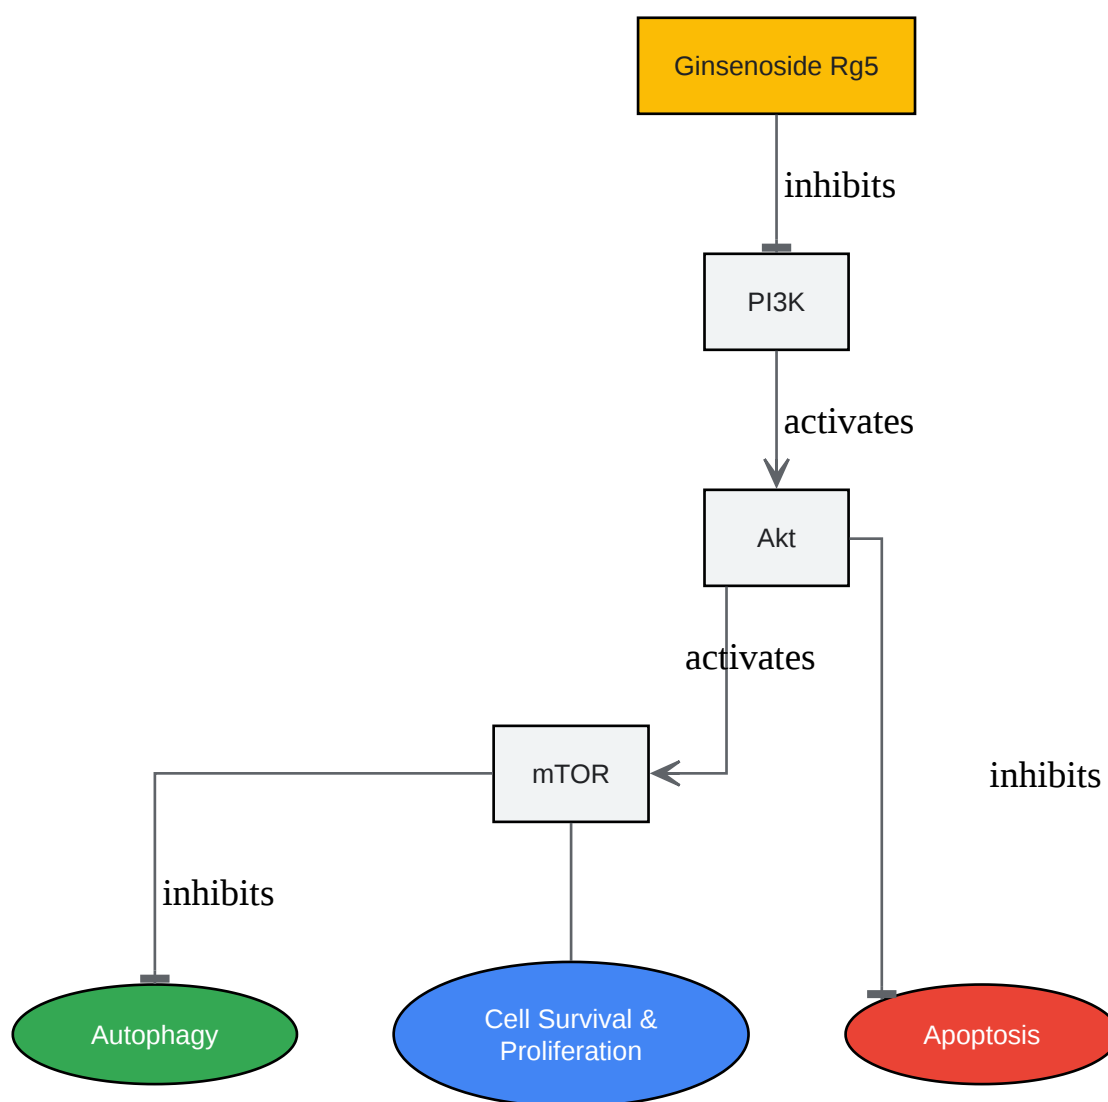 Ginsenoside Rg5
inhibits
PI3K
activates
Akt
activates
mTOR
inhibits
inhibits
Autophagy
Cell Survival &
Proliferation
Apoptosis